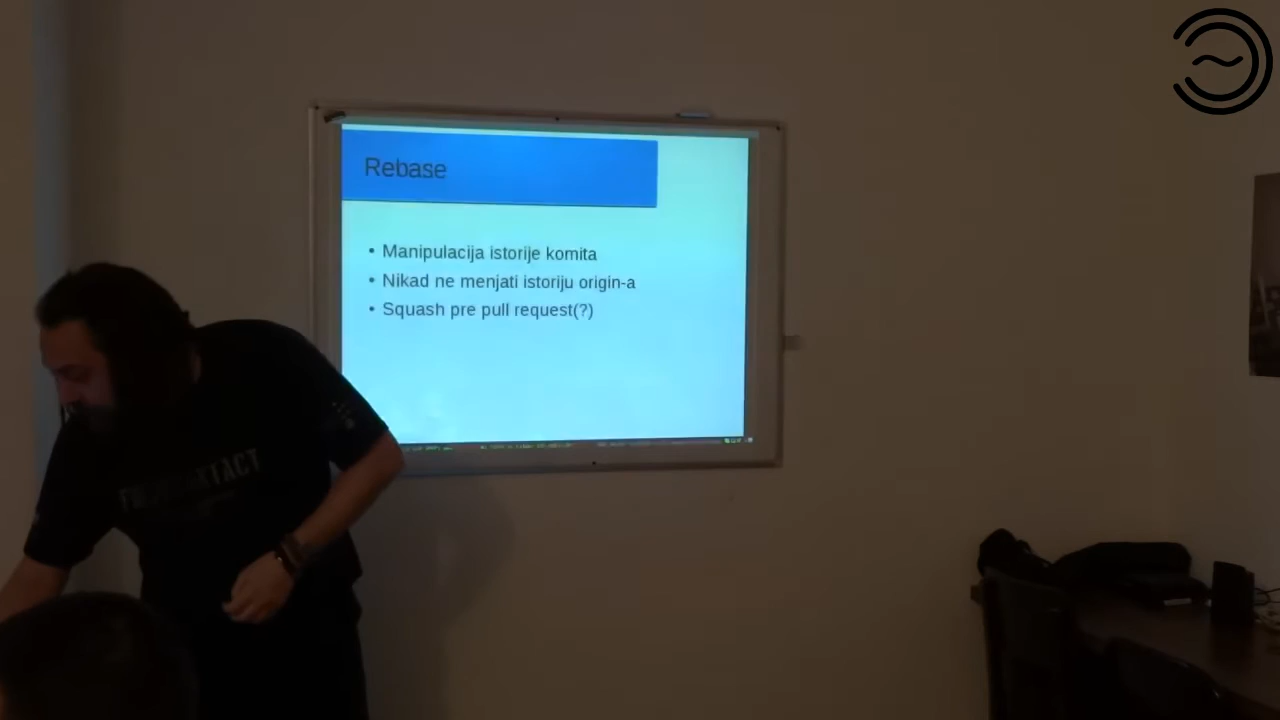 Rebase
• Manipulacija istorije komita
• Nikad ne menjati istoriju origin-a
• Squash pre pull request(?)